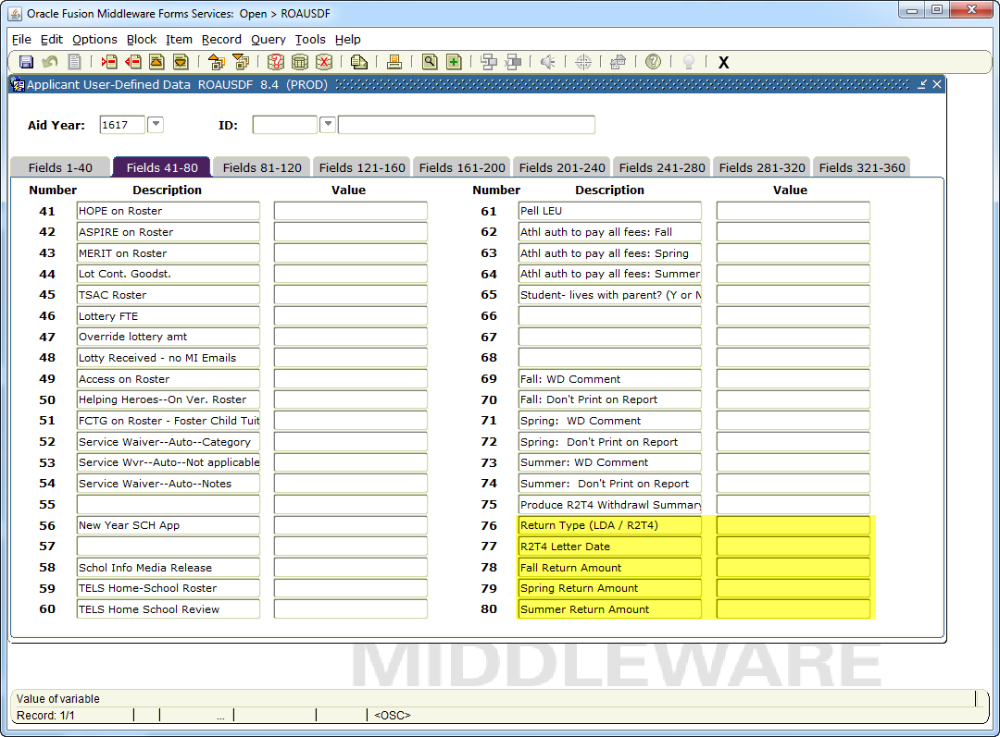 Oracle Fusion Middleware Forms Services: Open > ROAUSDF
File Edit Options Block Item Record Query Tools Help
X
Applicant User-Defined Data ROAUSDF 8.4 (PROD)
Aid Year: 1617 ID:
Fields 1-40 Fields 41-80 Fields 81-120 Fields 121-160 Fields 161-200 Fields 201-240 Fields 241-280 Fields 281-320 Fields 321-360
Number Description Value Number Description Value
41 HOPE on Roster 61 Pell LEU
42 ASPIRE on Roster 62 Athl auth to pay all fees: Fall
43 MERIT on Roster 63 Athl auth to pay all fees: Spring
44 Lot Cont. Goodst. 64 Athl auth to pay all fees: Summer
45 TSAC Roster 65 Student- lives with parent? (Y or N
46 Lottery FTE 66
47 Override lottery amt 67
48 Lotty Received - no MI Emails 68
49 Access on Roster 69 Fall: WD Comment
50 Helping Heroes--On Ver. Roster 70 Fall: Don't Print on Report
51 FCTG on Roster - Foster Child Tuit 71 Spring: WD Comment
52 Service Waiver--Auto--Category 72 Spring: Don't Print on Report
53 Service Wvr--Auto--Not applicable 73 Summer: WD Comment
54 Service Waiver--Auto--Notes 74 Summer: Don't Print on Report
55 75 Produce R2T4 Withdrawl Summary
56 New Year SCH App 76 Return Type (LDA / R2T4)
57 77 R2T4 Letter Date
58 Schol Info Media Release 78 Fall Return Amount
59 TELS Home-School Roster 79 Spring Return Amount
60 TELS Home School Review 80 Summer Return Amount
MIDDLEWARE
Value of variable
Record: 1/1 ... <OSC>